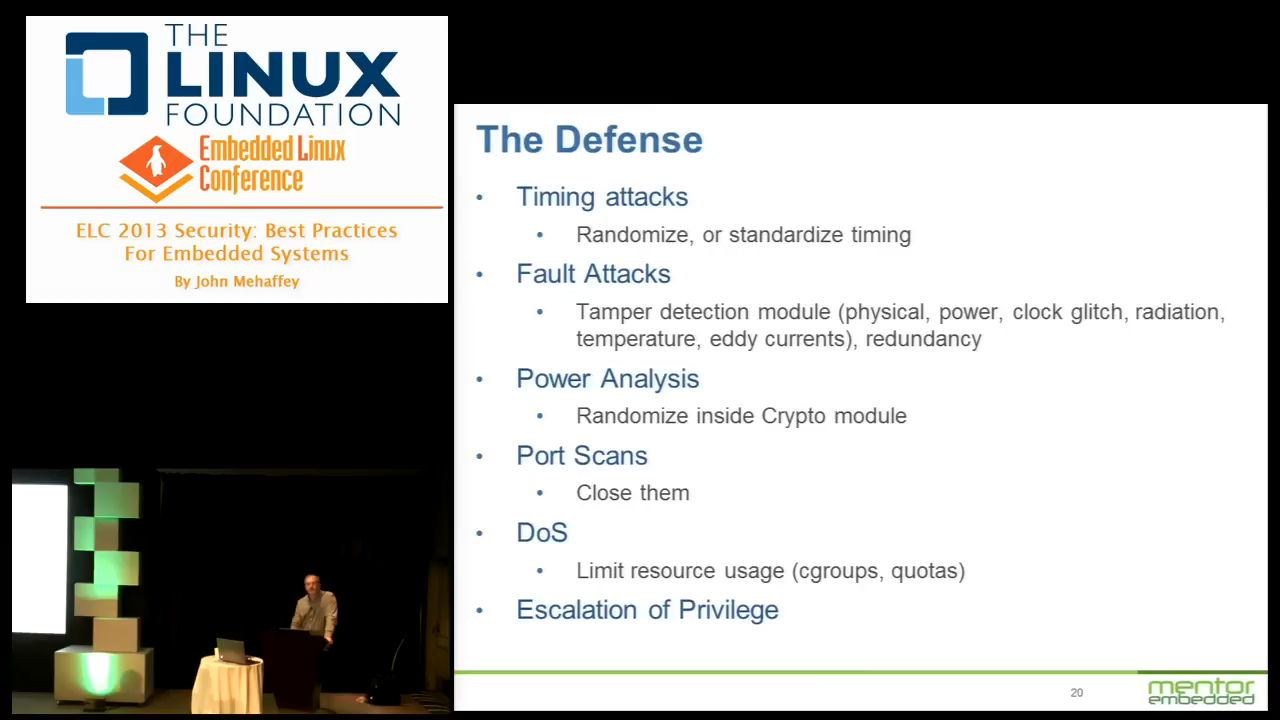 THE
LINUX
FOUNDATION
Embedded Linux
Conference
ELC 2013 Security: Best Practices
For Embedded Systems
By John Mehaffey
The Defense
• Timing attacks
• Randomize, or standardize timing
• Fault Attacks
• Tamper detection module (physical, power, clock glitch, radiation,
temperature, eddy currents), redundancy
• Power Analysis
• Randomize inside Crypto module
• Port Scans
• Close them
• DoS
• Limit resource usage (cgroups, quotas)
• Escalation of Privilege
20
mentor
embedded